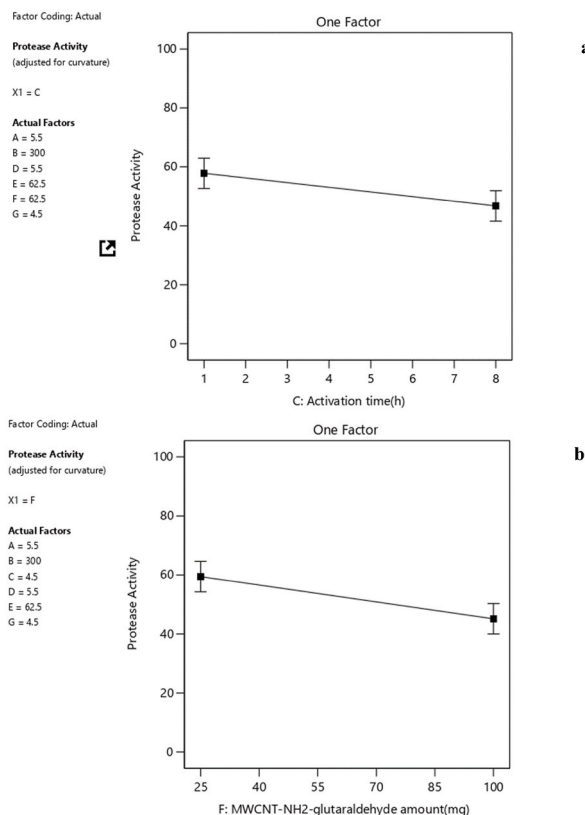 Factor Coding: Actual
One Factor
a
Protease Activity
(adjusted for curvature)
X1 = C
Actual Factors
A = 5.5
B = 300
D = 5.5
E = 62.5
F = 62.5
G = 4.5
Protease Activity
100
80
60
40
20
0
1 2 3 4 5 6 7 8
C: Activation time(h)
Factor Coding: Actual
One Factor
b
Protease Activity
(adjusted for curvature)
X1 = F
Actual Factors
A = 5.5
B = 300
C = 4.5
D = 5.5
E = 62.5
G = 4.5
Protease Activity
100
80
60
40
20
0
25 40 55 70 85 100
F: MWCNT-NH2-glutaraldehyde amount(mg)